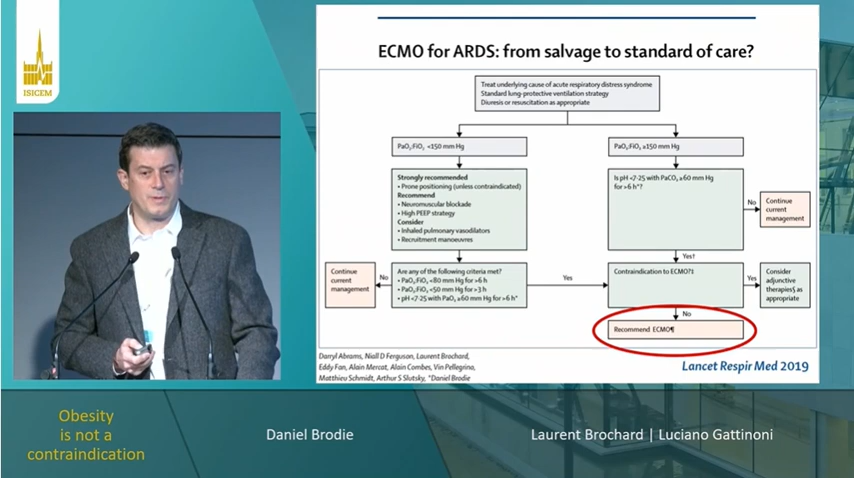 ISICEM
ECMO for ARDS: from salvage to standard of care?
Treat underlying cause of acute respiratory distress syndrome
Standard lung-protective ventilation strategy
Diuresis or resuscitation as appropriate
PaO₂:FiO₂ <150 mm Hg
PaO₂:FiO₂ ≥150 mm Hg
Strongly recommended
• Prone positioning (unless contraindicated)
Recommend
• Neuromuscular blockade
• High PEEP strategy
Consider
• Inhaled pulmonary vasodilators
• Recruitment manoeuvres
Is pH <7·25 with PaCO₂ ≥60 mm Hg
for >6 h*?
No
Continue
current
management
Yes†
Continue
current
management
No
Are any of the following criteria met?
• PaO₂:FiO₂ <80 mm Hg for >6 h
• PaO₂:FiO₂ <50 mm Hg for >3 h
• pH <7·25 with PaCO₂ ≥60 mm Hg for >6 h*
Yes
Contraindication to ECMO?‡
Yes
Consider
adjunctive
therapies§ as
appropriate
No
Recommend ECMO¶
Darryl Abrams, Niall D Ferguson, Laurent Brochard,
Eddy Fan, Alain Mercat, Alain Combes, Vin Pellegrino,
Matthieu Schmidt, Arthur S Slutsky, *Daniel Brodie
Lancet Respir Med 2019
Obesity
is not a
contraindication
Daniel Brodie
Laurent Brochard | Luciano Gattinoni